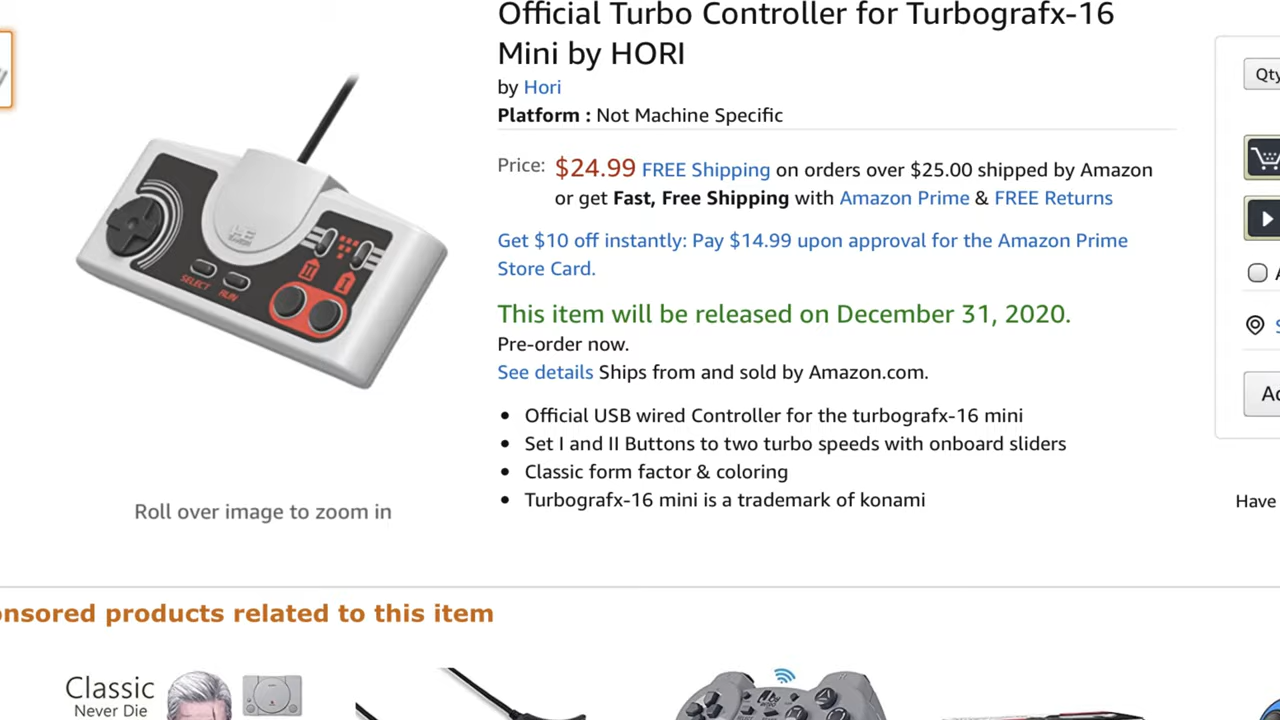 Official Turbo Controller for Turbografx-16
Mini by HORI
by Hori
Platform : Not Machine Specific
Price: $24.99 FREE Shipping on orders over $25.00 shipped by Amazon
or get Fast, Free Shipping with Amazon Prime & FREE Returns
Get $10 off instantly: Pay $14.99 upon approval for the Amazon Prime
Store Card.
This item will be released on December 31, 2020.
Pre-order now.
See details Ships from and sold by Amazon.com.
• Official USB wired Controller for the turbografx-16 mini
• Set I and II Buttons to two turbo speeds with onboard sliders
• Classic form factor & coloring
• Turbografx-16 mini is a trademark of konami
SELECT
RUN
II
I
Roll over image to zoom in
Qty
Have
onsored products related to this item
Classic
Never Die